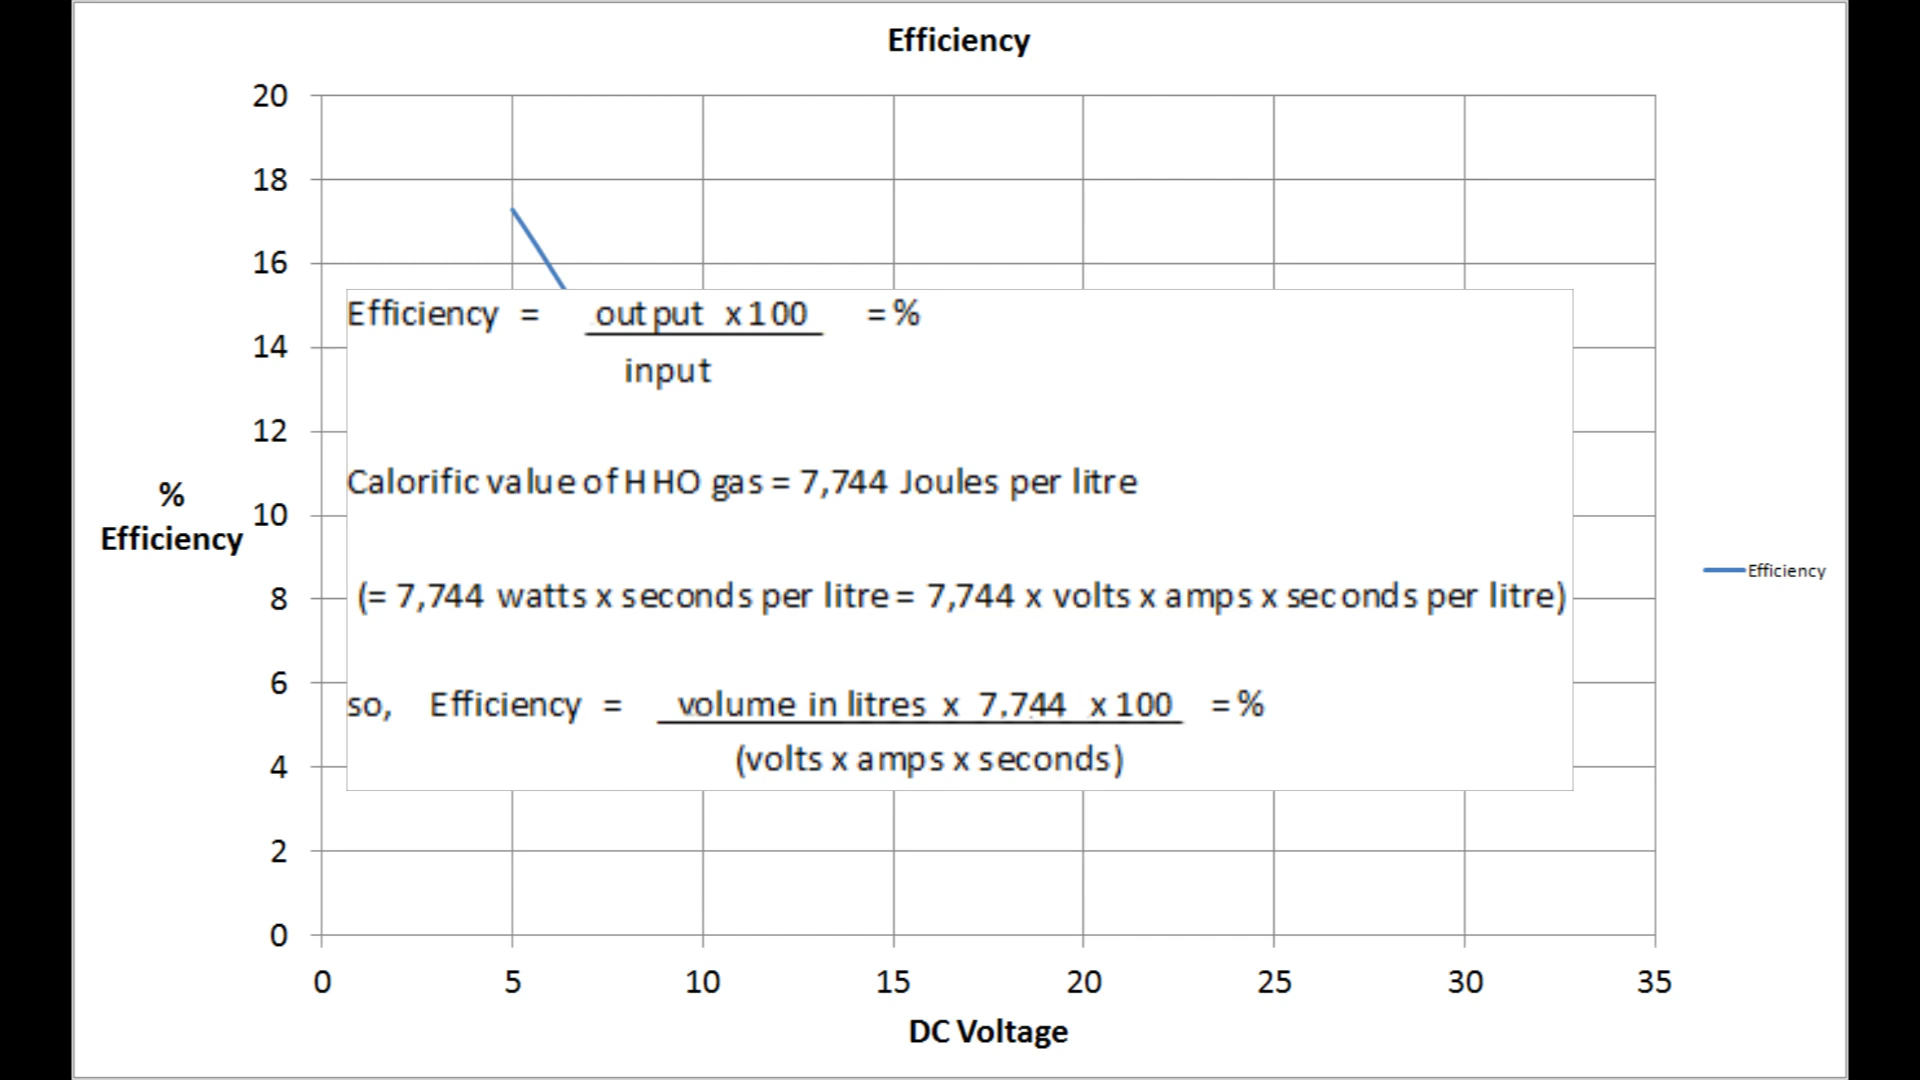 Efficiency
20
18
16
14
12
10
8
6
4
2
0
% 
Efficiency
Efficiency = output x 100 = %
input
Calorific value of HHO gas = 7,744 Joules per litre
(= 7,744 watts x seconds per litre = 7,744 x volts x amps x seconds per litre)
so, Efficiency = volume in litres x 7,744 x 100 = %
(volts x amps x seconds)
Efficiency
0 5 10 15 20 25 30 35
DC Voltage